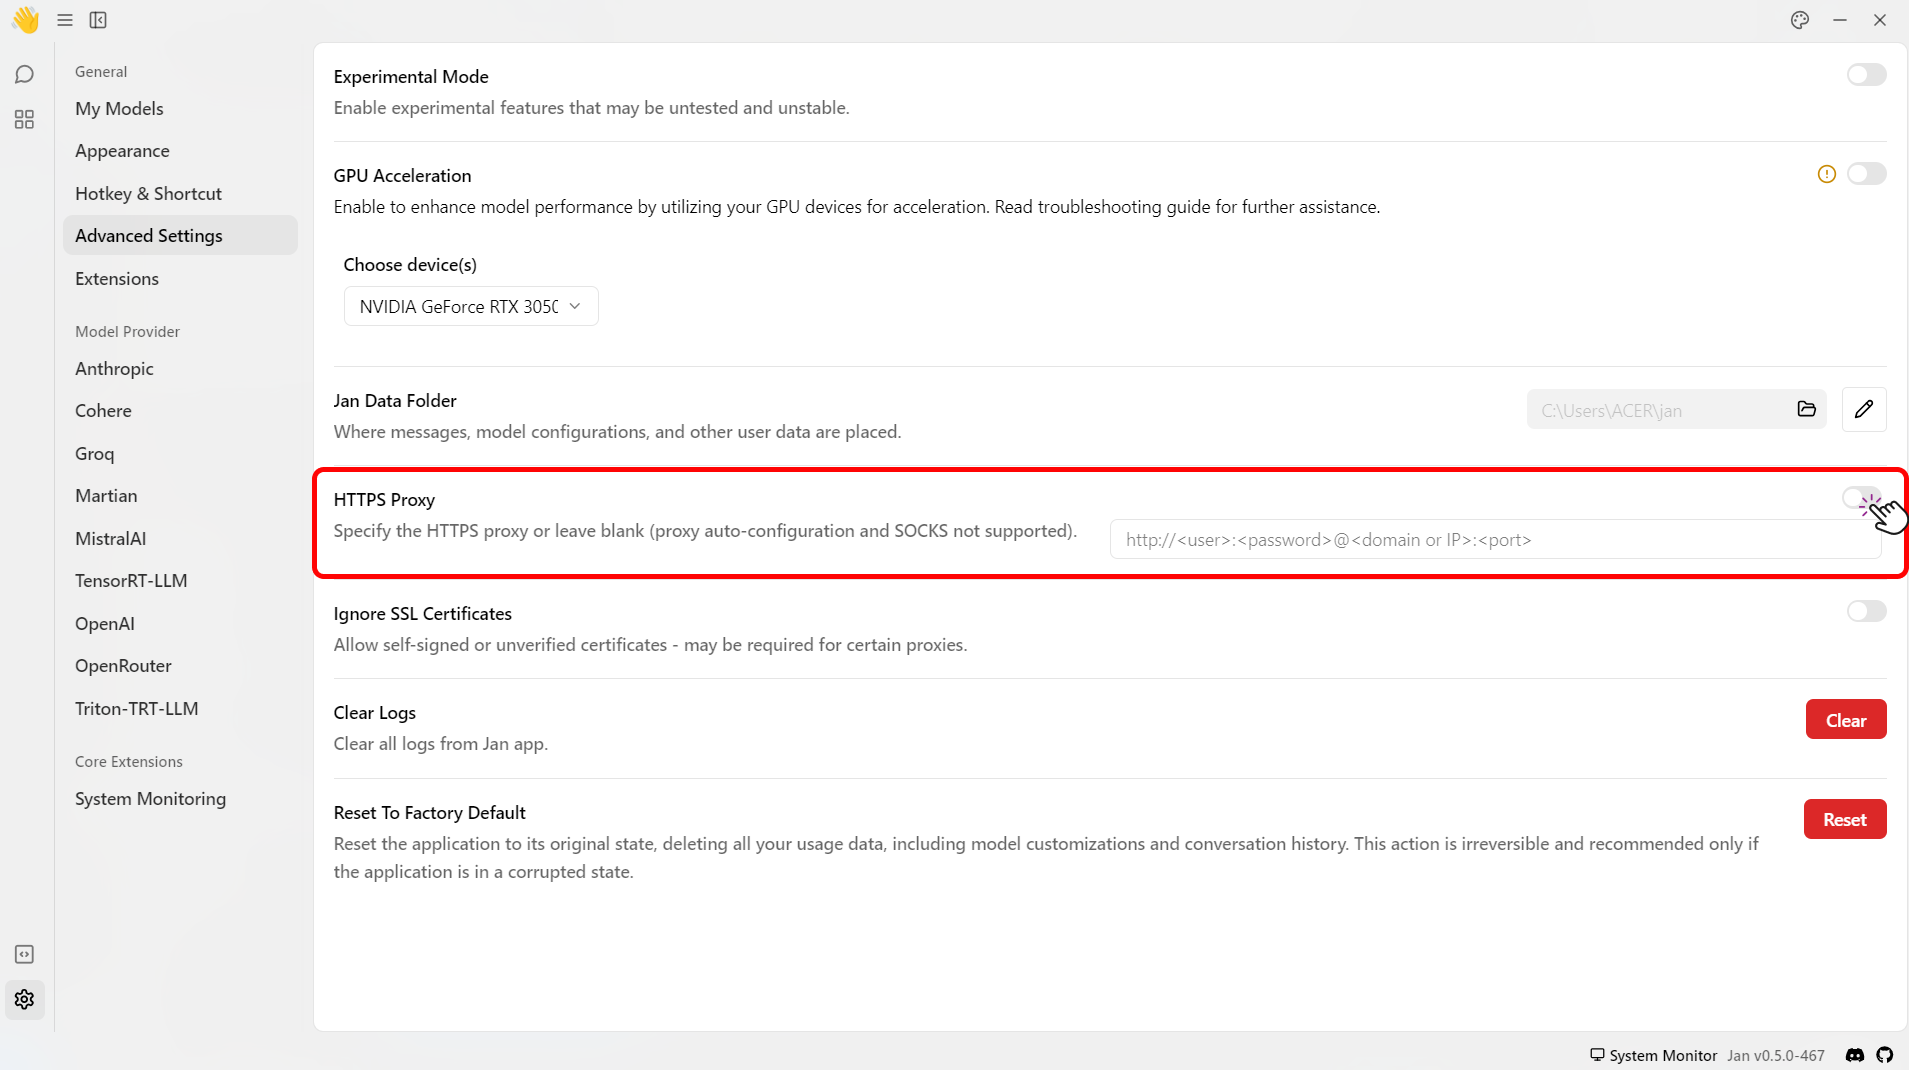 General
My Models
Appearance
Hotkey & Shortcut
Advanced Settings
Extensions
Model Provider
Anthropic
Cohere
Groq
Martian
MistralAI
TensorRT-LLM
OpenAI
OpenRouter
Triton-TRT-LLM
Core Extensions
System Monitoring
Experimental Mode
Enable experimental features that may be untested and unstable.
GPU Acceleration
Enable to enhance model performance by utilizing your GPU devices for acceleration. Read troubleshooting guide for further assistance.
Choose device(s)
NVIDIA GeForce RTX 3050
Jan Data Folder
Where messages, model configurations, and other user data are placed.
C:\Users\ACER\jan
HTTPS Proxy
Specify the HTTPS proxy or leave blank (proxy auto-configuration and SOCKS not supported).
http://<user>:<password>@<domain or IP>:<port>
Ignore SSL Certificates
Allow self-signed or unverified certificates - may be required for certain proxies.
Clear Logs
Clear all logs from Jan app.
Clear
Reset To Factory Default
Reset the application to its original state, deleting all your usage data, including model customizations and conversation history. This action is irreversible and recommended only if
the application is in a corrupted state.
Reset
System Monitor
Jan v0.5.0-467